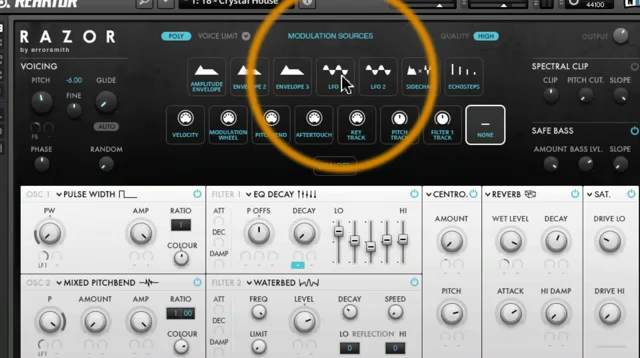 REAKTOR
1: 18 - Crystal House
44100
RAZOR
by errorsmith
POLY VOICE LIMIT MODULATION SOURCES QUALITY HIGH OUTPUT
VOICING
PITCH -6.00 GLIDE
FINE
AUTO
PHASE RANDOM
AMPLITUDE ENVELOPE ENVELOPE 2 ENVELOPE 3 LFO LFO 2 SIDECHAIN ECHOSTEPS
VELOCITY MODULATION WHEEL PITCHBEND AFTERTOUCH KEY TRACK PITCH TRACK FILTER 1 TRACK NONE
SPECTRAL CLIP
CLIP PITCH CUT. SLOPE
SAFE BASS
AMOUNT BASS LVL. SLOPE
OSC 1 PULSE WIDTH
PW AMP RATIO
1
COLOUR
LF1
FILTER 1 EQ DECAY
ATT
DEC
DAMP
P OFFS DECAY LO HI
CENTRO.
AMOUNT
PITCH
REVERB
WET LEVEL DECAY
ATTACK HI DAMP
SAT.
DRIVE LO
DRIVE HI
OSC 2 MIXED PITCHBEND
P AMOUNT AMP RATIO
1 00
COLOUR
FILTER 2 WATERBED
ATT
DEC
DAMP
FREQ LEVEL DECAY SPEED
LIMIT
LO REFLECTION HI
0 0